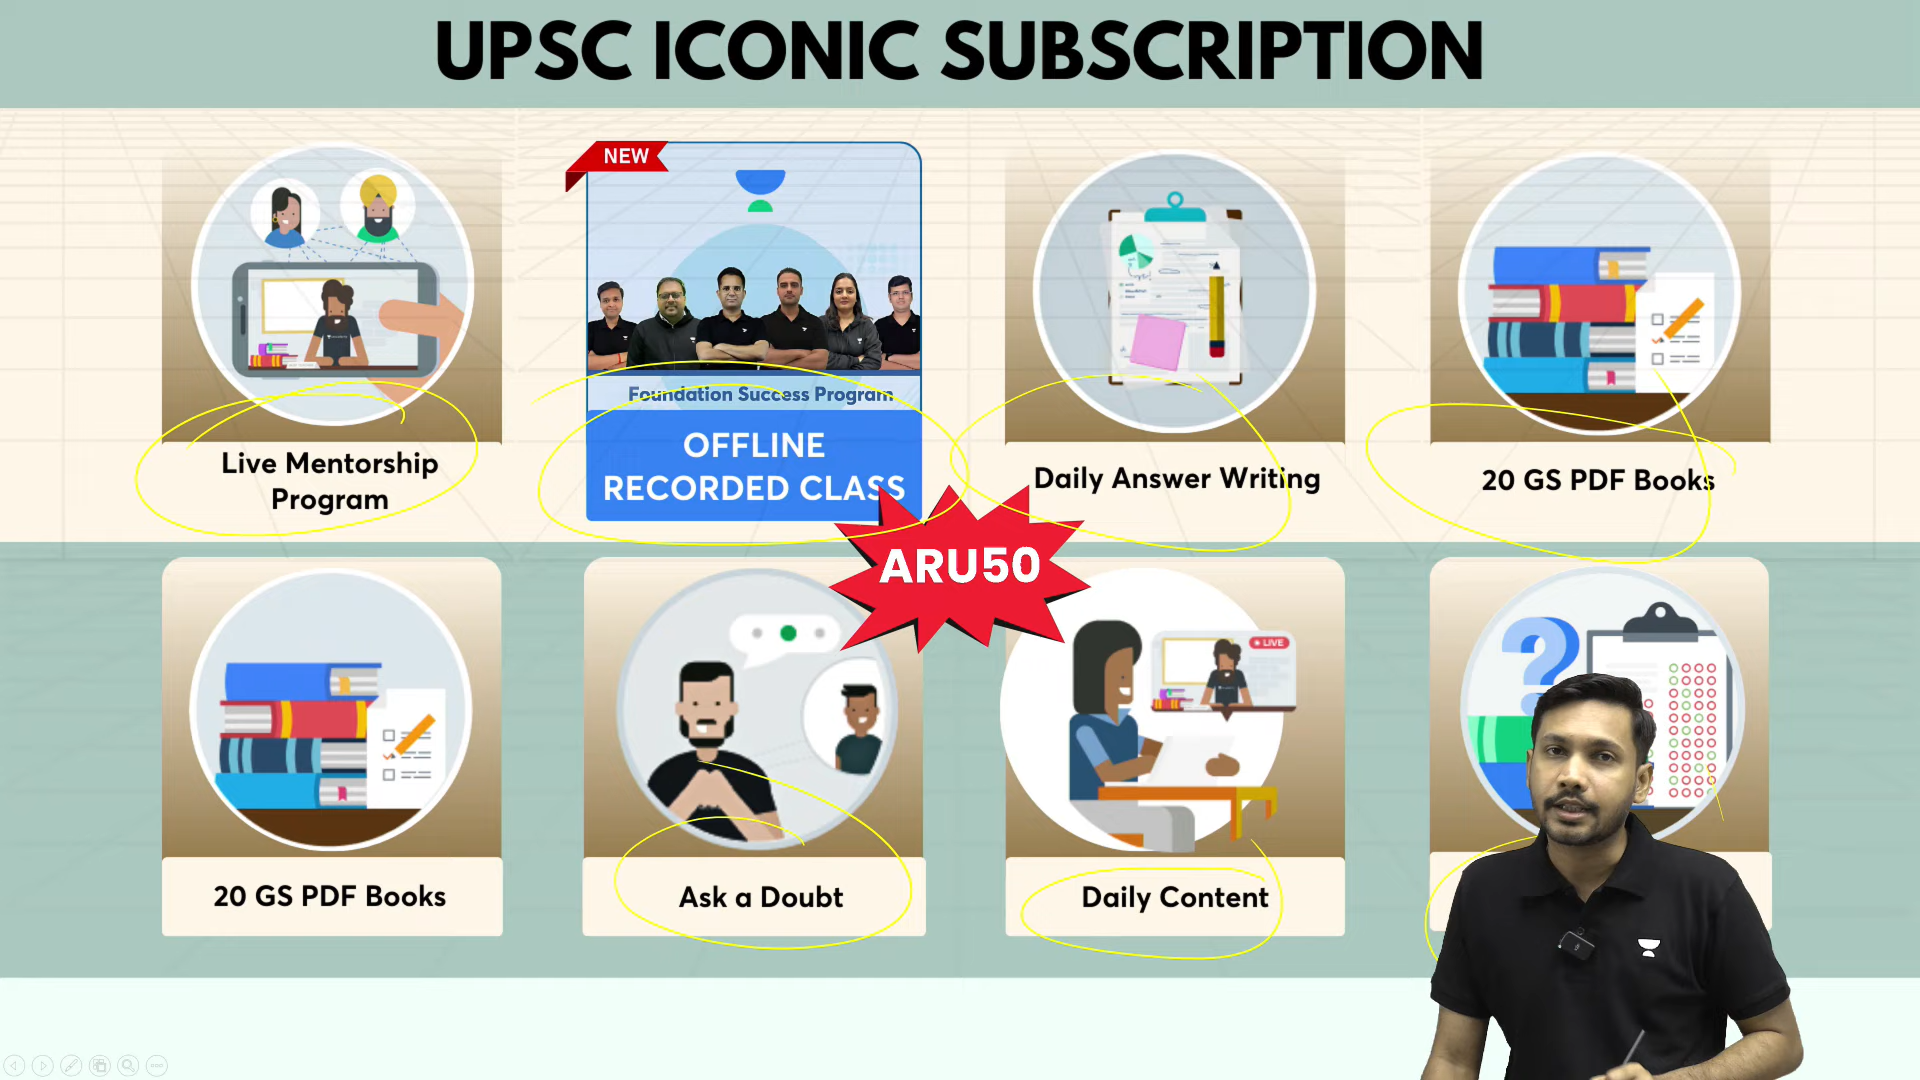 UPSC ICONIC SUBSCRIPTION
NEW
Foundation Success Program
OFFLINE
RECORDED CLASS
Live Mentorship
Program
Daily Answer Writing
20 GS PDF Books
ARU50
LIVE
20 GS PDF Books
Ask a Doubt
Daily Content